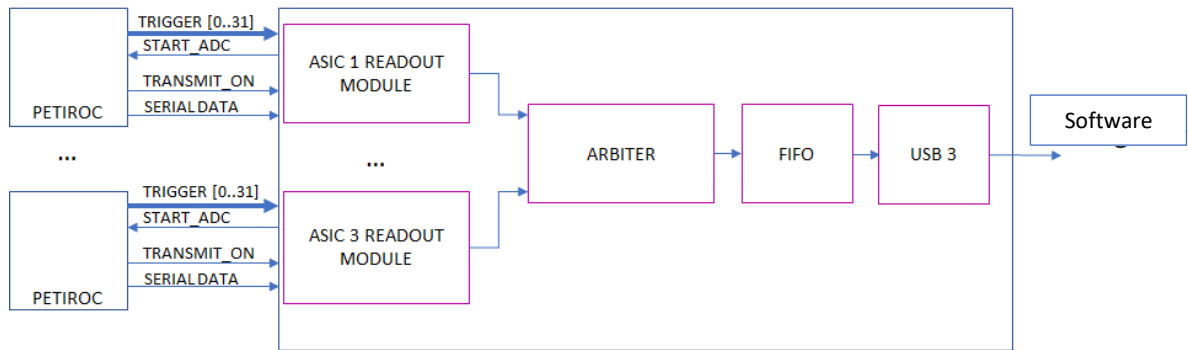 TRIGGER [0..31]
START_ADC
TRANSMIT_ON
SERIAL DATA
PETIROC
...
TRIGGER [0..31]
START_ADC
TRANSMIT_ON
SERIAL DATA
PETIROC
ASIC 1 READOUT
MODULE
...
ASIC 3 READOUT
MODULE
ARBITER
FIFO
USB 3
Software